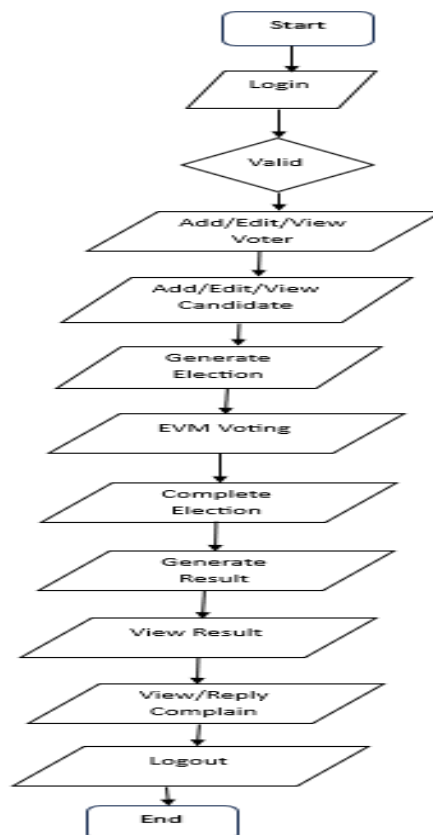 Start
Login
Valid
Add/Edit/View
Voter
Add/Edit/View
Candidate
Generate
Election
EVM Voting
Complete
Election
Generate
Result
View Result
View/Reply
Complain
Logout
End